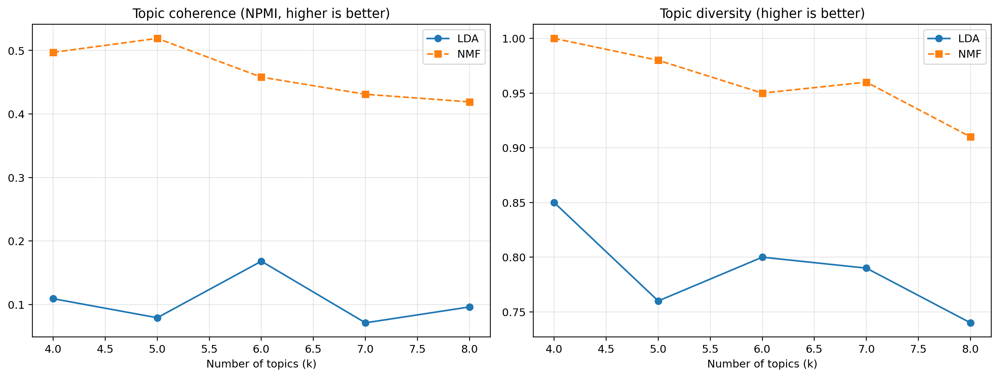 Topic coherence (NPMI, higher is better)
LDA
NMF
0.5
0.4
0.3
0.2
0.1
4.0 4.5 5.0 5.5 6.0 6.5 7.0 7.5 8.0
Number of topics (k)
Topic diversity (higher is better)
LDA
NMF
1.00
0.95
0.90
0.85
0.80
0.75
4.0 4.5 5.0 5.5 6.0 6.5 7.0 7.5 8.0
Number of topics (k)